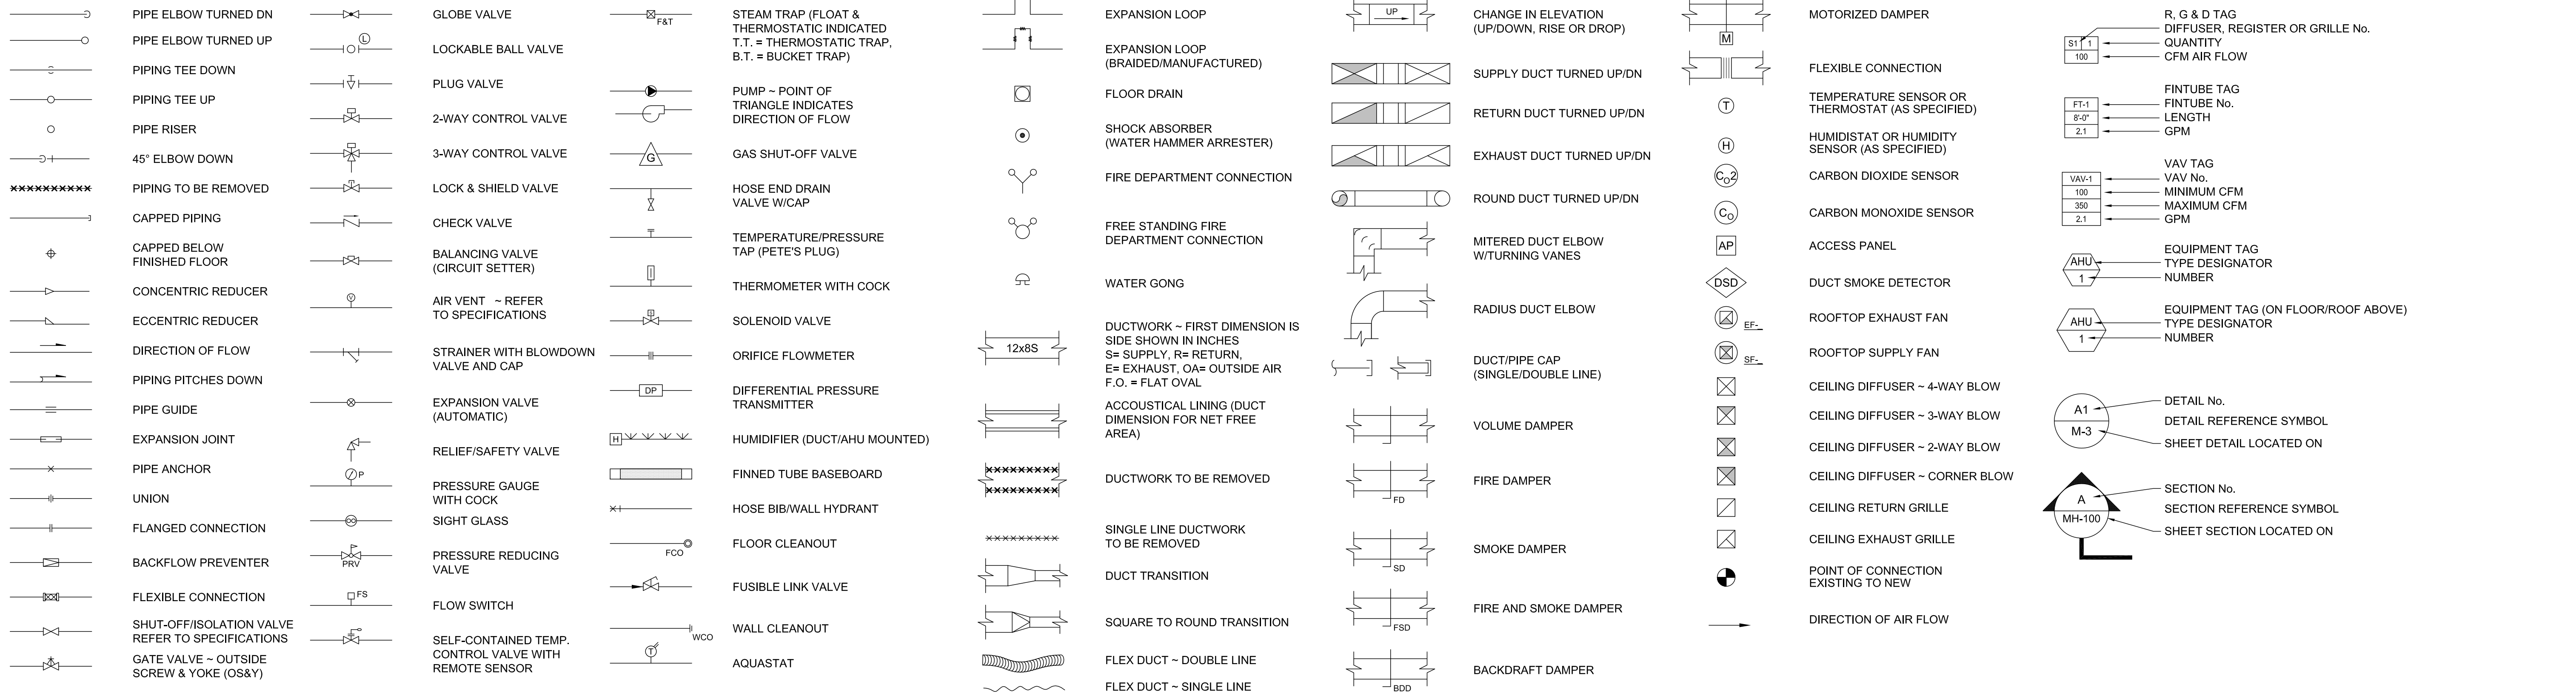 PIPE ELBOW TURNED DN
PIPE ELBOW TURNED UP
PIPING TEE DOWN
PIPING TEE UP
PIPE RISER
45° ELBOW DOWN
PIPING TO BE REMOVED
CAPPED PIPING
CAPPED BELOW
FINISHED FLOOR
CONCENTRIC REDUCER
ECCENTRIC REDUCER
DIRECTION OF FLOW
PIPING PITCHES DOWN
PIPE GUIDE
EXPANSION JOINT
PIPE ANCHOR
UNION
FLANGED CONNECTION
BACKFLOW PREVENTER
FLEXIBLE CONNECTION
SHUT-OFF/ISOLATION VALVE
REFER TO SPECIFICATIONS
GATE VALVE ~ OUTSIDE
SCREW & YOKE (OS&Y)
GLOBE VALVE
L
LOCKABLE BALL VALVE
PLUG VALVE
2-WAY CONTROL VALVE
3-WAY CONTROL VALVE
LOCK & SHIELD VALVE
CHECK VALVE
BALANCING VALVE
(CIRCUIT SETTER)
V
AIR VENT ~ REFER
TO SPECIFICATIONS
STRAINER WITH BLOWDOWN
VALVE AND CAP
EXPANSION VALVE
(AUTOMATIC)
RELIEF/SAFETY VALVE
P
PRESSURE GAUGE
WITH COCK
SIGHT GLASS
PRV
PRESSURE REDUCING
VALVE
FS
FLOW SWITCH
SELF-CONTAINED TEMP.
CONTROL VALVE WITH
REMOTE SENSOR
F&T
STEAM TRAP (FLOAT &
THERMOSTATIC INDICATED
T.T. = THERMOSTATIC TRAP,
B.T. = BUCKET TRAP)
PUMP ~ POINT OF
TRIANGLE INDICATES
DIRECTION OF FLOW
G
GAS SHUT-OFF VALVE
HOSE END DRAIN
VALVE W/CAP
TEMPERATURE/PRESSURE
TAP (PETE'S PLUG)
THERMOMETER WITH COCK
S
SOLENOID VALVE
ORIFICE FLOWMETER
DP
DIFFERENTIAL PRESSURE
TRANSMITTER
H
HUMIDIFIER (DUCT/AHU MOUNTED)
FINNED TUBE BASEBOARD
HOSE BIB/WALL HYDRANT
FCO
FLOOR CLEANOUT
FUSIBLE LINK VALVE
WCO
WALL CLEANOUT
T
AQUASTAT
EXPANSION LOOP
EXPANSION LOOP
(BRAIDED/MANUFACTURED)
FLOOR DRAIN
SHOCK ABSORBER
(WATER HAMMER ARRESTER)
FIRE DEPARTMENT CONNECTION
FREE STANDING FIRE
DEPARTMENT CONNECTION
WATER GONG
12x8S
DUCTWORK ~ FIRST DIMENSION IS
SIDE SHOWN IN INCHES
S= SUPPLY, R= RETURN,
E= EXHAUST, OA= OUTSIDE AIR
F.O. = FLAT OVAL
ACCOUSTICAL LINING (DUCT
DIMENSION FOR NET FREE
AREA)
DUCTWORK TO BE REMOVED
SINGLE LINE DUCTWORK
TO BE REMOVED
DUCT TRANSITION
SQUARE TO ROUND TRANSITION
FLEX DUCT ~ DOUBLE LINE
FLEX DUCT ~ SINGLE LINE
UP
CHANGE IN ELEVATION
(UP/DOWN, RISE OR DROP)
SUPPLY DUCT TURNED UP/DN
RETURN DUCT TURNED UP/DN
EXHAUST DUCT TURNED UP/DN
ROUND DUCT TURNED UP/DN
MITERED DUCT ELBOW
W/TURNING VANES
RADIUS DUCT ELBOW
DUCT/PIPE CAP
(SINGLE/DOUBLE LINE)
VOLUME DAMPER
FD
FIRE DAMPER
SD
SMOKE DAMPER
FSD
FIRE AND SMOKE DAMPER
BDD
BACKDRAFT DAMPER
M
MOTORIZED DAMPER
FLEXIBLE CONNECTION
T
TEMPERATURE SENSOR OR
THERMOSTAT (AS SPECIFIED)
H
HUMIDISTAT OR HUMIDITY
SENSOR (AS SPECIFIED)
CO2
CARBON DIOXIDE SENSOR
CO
CARBON MONOXIDE SENSOR
AP
ACCESS PANEL
DSD
DUCT SMOKE DETECTOR
EF-_
ROOFTOP EXHAUST FAN
SF-_
ROOFTOP SUPPLY FAN
CEILING DIFFUSER ~ 4-WAY BLOW
CEILING DIFFUSER ~ 3-WAY BLOW
CEILING DIFFUSER ~ 2-WAY BLOW
CEILING DIFFUSER ~ CORNER BLOW
CEILING RETURN GRILLE
CEILING EXHAUST GRILLE
POINT OF CONNECTION
EXISTING TO NEW
DIRECTION OF AIR FLOW
R, G & D TAG
DIFFUSER, REGISTER OR GRILLE No.
S1 1 QUANTITY
100 CFM AIR FLOW
FINTUBE TAG
FT-1 FINTUBE No.
8'-0" LENGTH
2.1 GPM
VAV TAG
VAV-1 VAV No.
100 MINIMUM CFM
350 MAXIMUM CFM
2.1 GPM
EQUIPMENT TAG
AHU TYPE DESIGNATOR
1 NUMBER
EQUIPMENT TAG (ON FLOOR/ROOF ABOVE)
AHU TYPE DESIGNATOR
1 NUMBER
A1 DETAIL No.
DETAIL REFERENCE SYMBOL
M-3 SHEET DETAIL LOCATED ON
A SECTION No.
SECTION REFERENCE SYMBOL
MH-100 SHEET SECTION LOCATED ON